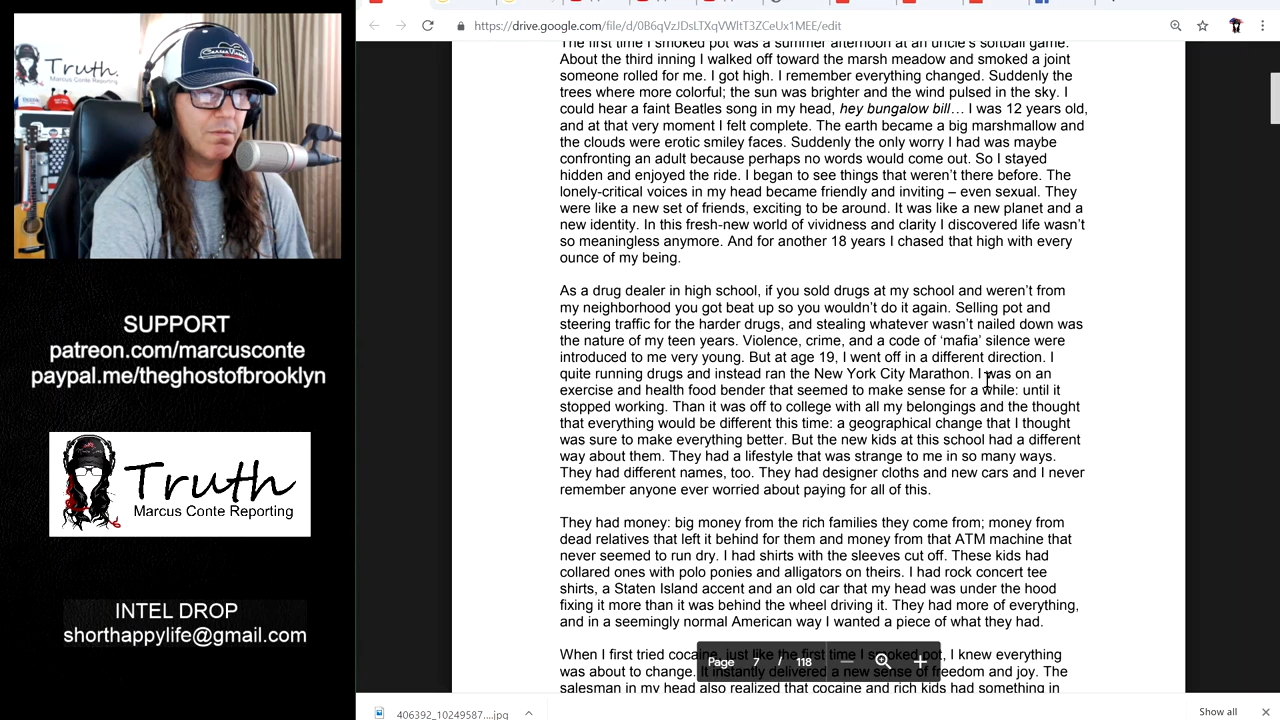 Truth.
MARCUS CONTE REPORTING
SUPPORT
patreon.com/marcusconte
paypal.me/theghostofbrooklyn
Truth
Marcus Conte Reporting
INTEL DROP
shorthappylife@gmail.com
https://drive.google.com/file/d/0B6qVzJDsLTXqVWltT3ZCeUx1MEE/edit
The first time I smoked pot was a summer afternoon at an uncle's softball game.
About the third inning I walked off toward the marsh meadow and smoked a joint
someone rolled for me. I got high. I remember everything changed. Suddenly the
trees where more colorful; the sun was brighter and the wind pulsed in the sky. I
could hear a faint Beatles song in my head, hey bungalow bill… I was 12 years old,
and at that very moment I felt complete. The earth became a big marshmallow and
the clouds were erotic smiley faces. Suddenly the only worry I had was maybe
confronting an adult because perhaps no words would come out. So I stayed
hidden and enjoyed the ride. I began to see things that weren't there before. The
lonely-critical voices in my head became friendly and inviting – even sexual. They
were like a new set of friends, exciting to be around. It was like a new planet and a
new identity. In this fresh-new world of vividness and clarity I discovered life wasn't
so meaningless anymore. And for another 18 years I chased that high with every
ounce of my being.
As a drug dealer in high school, if you sold drugs at my school and weren't from
my neighborhood you got beat up so you wouldn't do it again. Selling pot and
steering traffic for the harder drugs, and stealing whatever wasn't nailed down was
the nature of my teen years. Violence, crime, and a code of 'mafia' silence were
introduced to me very young. But at age 19, I went off in a different direction. I
quite running drugs and instead ran the New York City Marathon. I was on an
exercise and health food bender that seemed to make sense for a while: until it
stopped working. Than it was off to college with all my belongings and the thought
that everything would be different this time: a geographical change that I thought
was sure to make everything better. But the new kids at this school had a different
way about them. They had a lifestyle that was strange to me in so many ways.
They had different names, too. They had designer cloths and new cars and I never
remember anyone ever worried about paying for all of this.
They had money: big money from the rich families they come from; money from
dead relatives that left it behind for them and money from that ATM machine that
never seemed to run dry. I had shirts with the sleeves cut off. These kids had
collared ones with polo ponies and alligators on theirs. I had rock concert tee
shirts, a Staten Island accent and an old car that my head was under the hood
fixing it more than it was behind the wheel driving it. They had more of everything,
and in a seemingly normal American way I wanted a piece of what they had.
When I first tried cocaine, just like the first time I smoked pot, I knew everything
was about to change. It instantly delivered a new sense of freedom and joy. The
salesman in my head also realized that cocaine and rich kids had something in
Page 7 / 118
406392_10249587....jpg
Show all